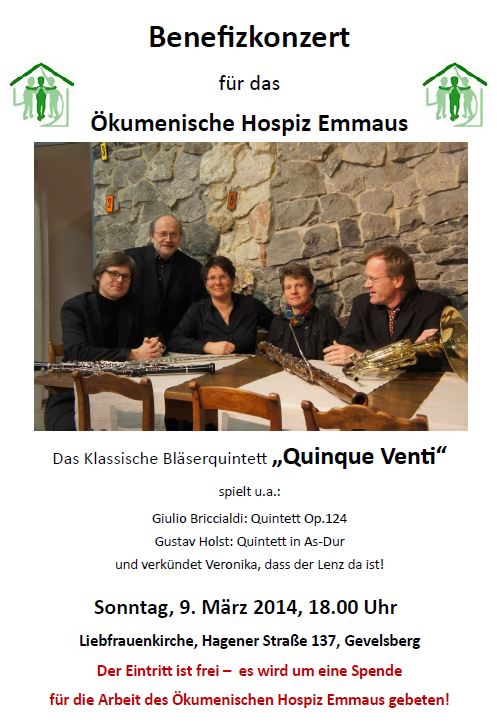 Benefizkonzert
für das
Ökumenische Hospiz Emmaus
Das Klassische Bläserquintett „Quinque Venti“
spielt u.a.:
Giulio Briccialdi: Quintett Op.124
Gustav Holst: Quintett in As-Dur
und verkündet Veronika, dass der Lenz da ist!
Sonntag, 9. März 2014, 18.00 Uhr
Liebfrauenkirche, Hagener Straße 137, Gevelsberg
Der Eintritt ist frei – es wird um eine Spende
für die Arbeit des Ökumenischen Hospiz Emmaus gebeten!